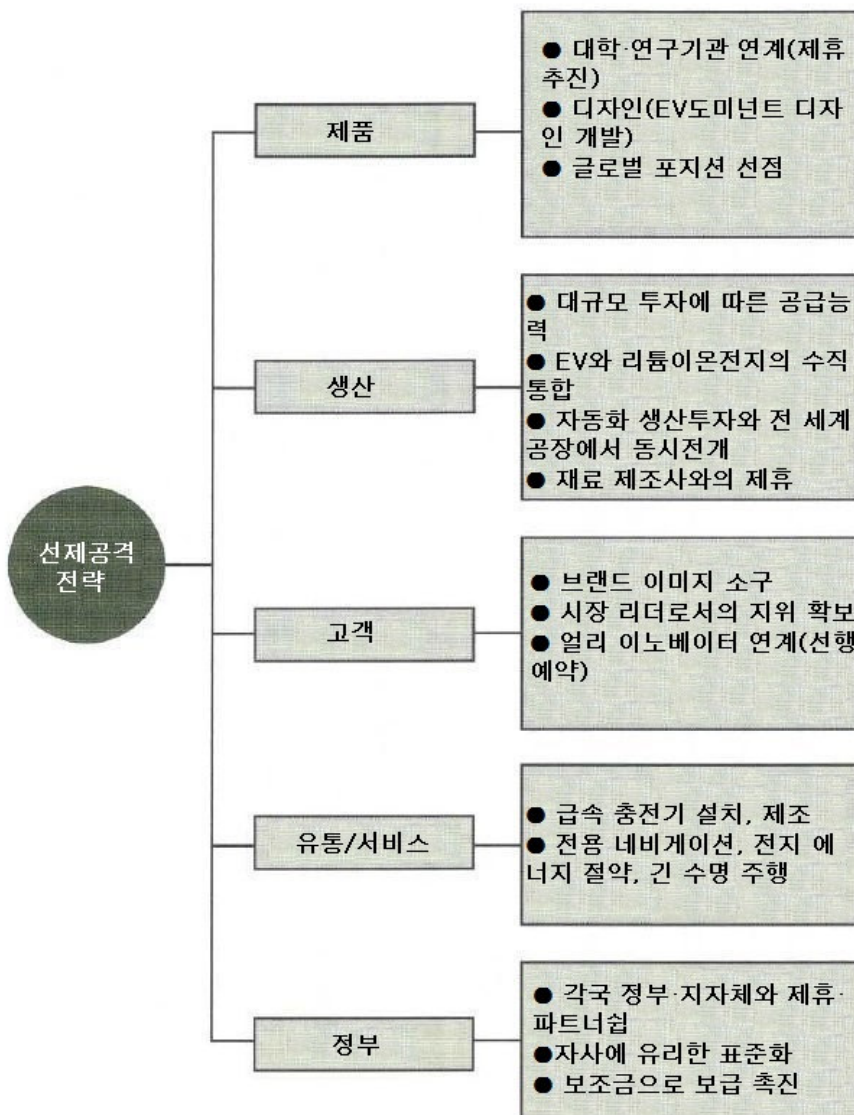 선제공격
전략
제품
● 대학·연구기관 연계(제휴
추진)
● 디자인(EV도미넌트 디자
인 개발)
● 글로벌 포지션 선점
생산
● 대규모 투자에 따른 공급능
력
● EV와 리튬이온전지의 수직
통합
● 자동화 생산투자와 전 세계
공장에서 동시전개
● 재료 제조사와의 제휴
고객
● 브랜드 이미지 소구
● 시장 리더로서의 지위 확보
● 얼리 이노베이터 연계(선행
예약)
유통/서비스
● 급속 충전기 설치, 제조
● 전용 네비게이션, 전지 에
너지 절약, 긴 수명 주행
정부
● 각국 정부·지자체와 제휴·
파트너쉽
●자사에 유리한 표준화
● 보조금으로 보급 촉진